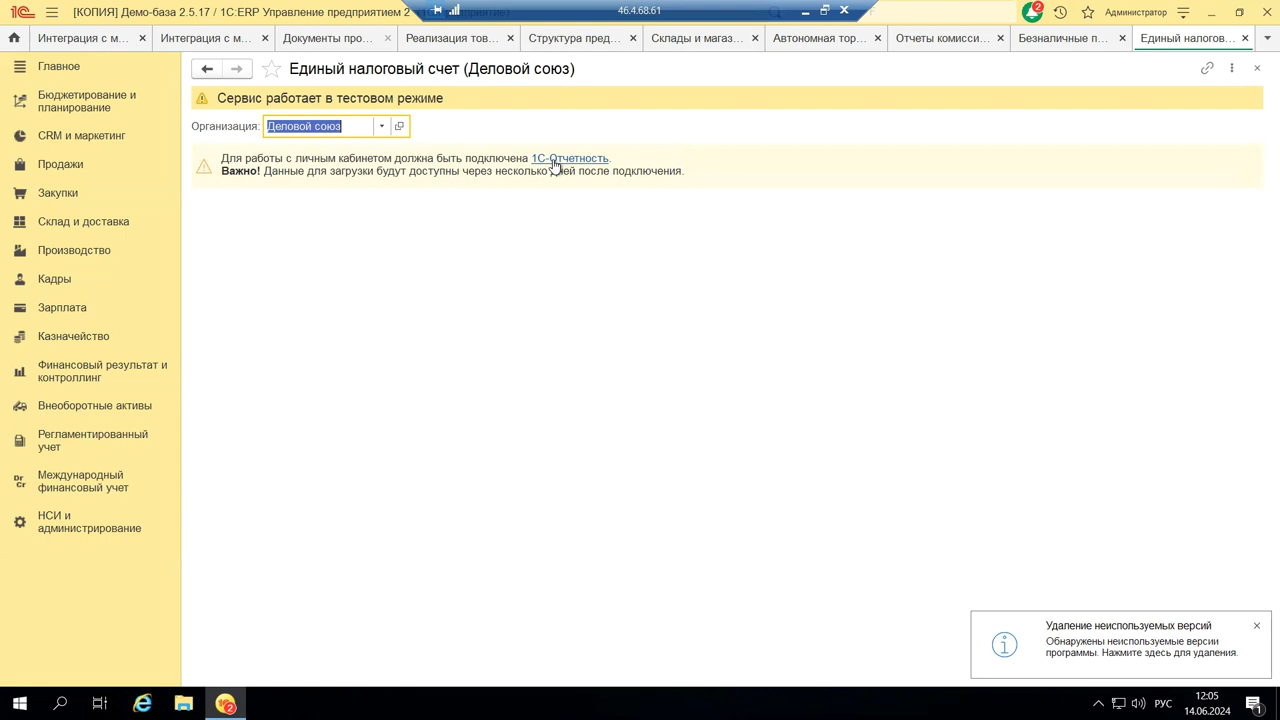 [КОПИЯ] Демо-база 2.5.17 / 1С:ERP Управление предприятием 2
46.4.68.61
2
Администратор
Интеграция с м...
Интеграция с м...
Документы про...
Реализация тов...
Структура пред...
Склады и магаз...
Автономная тор...
Отчеты комисси...
Безналичные п...
Единый налогов...
Главное
Бюджетирование и
планирование
CRM и маркетинг
Продажи
Закупки
Склад и доставка
Производство
Кадры
Зарплата
Казначейство
Финансовый результат и
контроллинг
Внеоборотные активы
Регламентированный
учет
Международный
финансовый учет
НСИ и
администрирование
Единый налоговый счет (Деловой союз)
Сервис работает в тестовом режиме
Организация: Деловой союз
Для работы с личным кабинетом должна быть подключена 1С-Отчетность.
Важно! Данные для загрузки будут доступны через несколько дней после подключения.
Удаление неиспользуемых версий
Обнаружены неиспользуемые версии
программы. Нажмите здесь для удаления.
2
РУС
12:05
14.06.2024
1